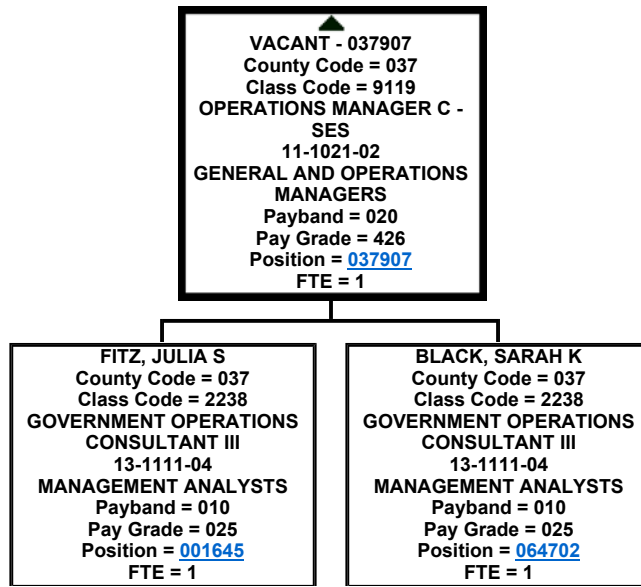 VACANT - 037907
County Code = 037
Class Code = 9119
OPERATIONS MANAGER C -
SES
11-1021-02
GENERAL AND OPERATIONS
MANAGERS
Payband = 020
Pay Grade = 426
Position = 037907
FTE = 1
FITZ, JULIA S
County Code = 037
Class Code = 2238
GOVERNMENT OPERATIONS
CONSULTANT III
13-1111-04
MANAGEMENT ANALYSTS
Payband = 010
Pay Grade = 025
Position = 001645
FTE = 1
BLACK, SARAH K
County Code = 037
Class Code = 2238
GOVERNMENT OPERATIONS
CONSULTANT III
13-1111-04
MANAGEMENT ANALYSTS
Payband = 010
Pay Grade = 025
Position = 064702
FTE = 1